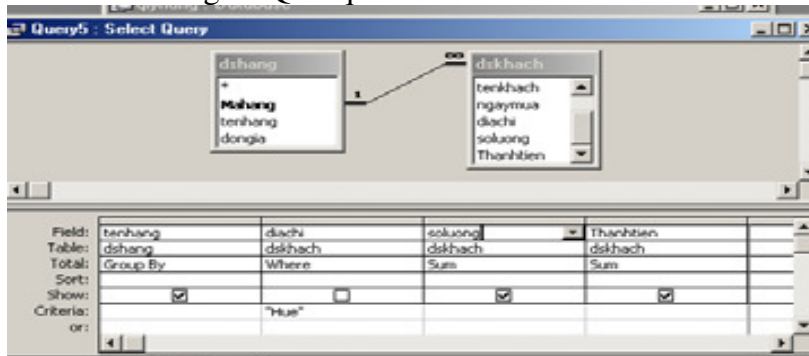 Query5 : Select Query
dshang
*
Mahang
tenhang
dongia
1
∞
dskhach
tenkhach
ngaymua
diachi
soluong
Thanhtien
Field: tenhang diachi soluong Thanhtien
Table: dshang dskhach dskhach dskhach
Total: Group By Where Sum Sum
Sort:
Show:
Criteria: "Hue"
or: